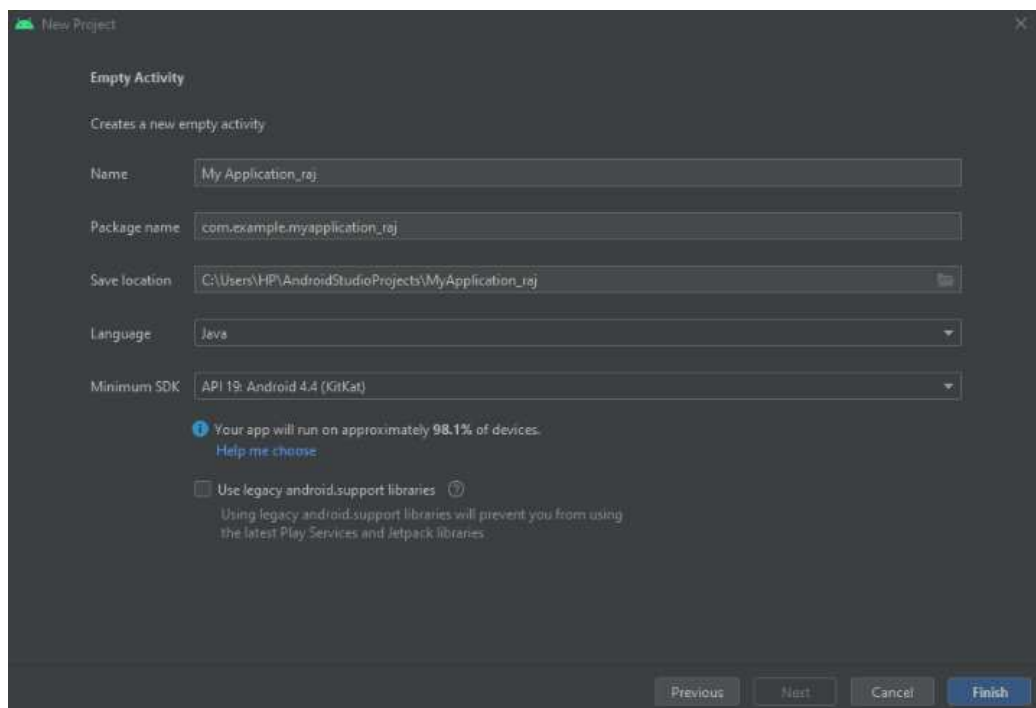 New Project
Empty Activity
Creates a new empty activity
Name My Application_raj
Package name com.example.myapplication_raj
Save location C:\Users\HP\AndroidStudioProjects\MyApplication_raj
Language Java
Minimum SDK API 19: Android 4.4 (KitKat)
Your app will run on approximately 98.1% of devices.
Help me choose
Use legacy android.support libraries ?
Using legacy android.support libraries will prevent you from using
the latest Play Services and Jetpack libraries
Previous Next Cancel Finish